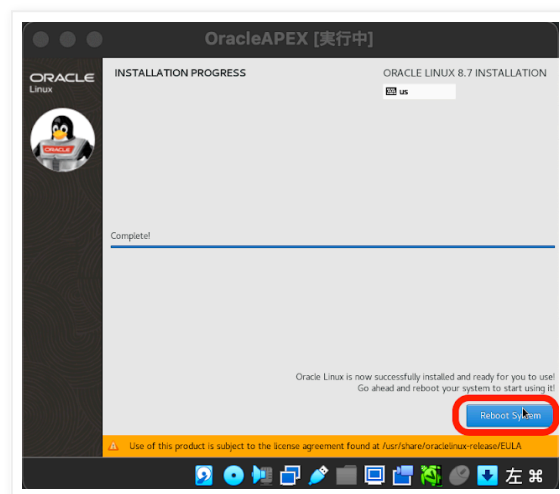 OracleAPEX [実行中]
ORACLE
Linux
INSTALLATION PROGRESS
ORACLE LINUX 8.7 INSTALLATION
us
ORACLE
Complete!
Oracle Linux is now successfully installed and ready for you to use!
Go ahead and reboot your system to start using it!
Reboot System
Use of this product is subject to the license agreement found at /usr/share/oraclelinux-release/EULA
左 ⌘